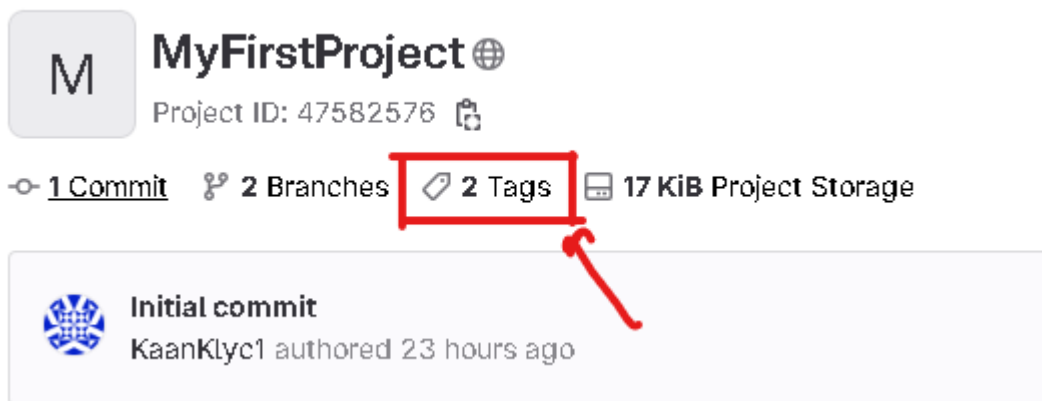 M
MyFirstProject
Project ID: 47582576
1 Commit 2 Branches 2 Tags 17 KiB Project Storage
Initial commit
KaanKlyc1 authored 23 hours ago